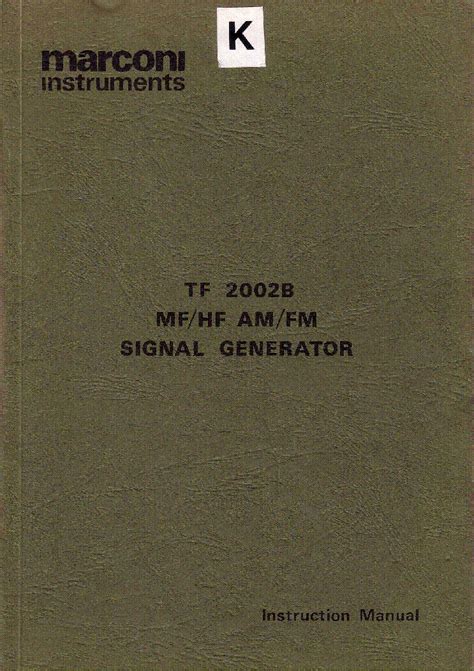 K
marconi
instruments
TF 2002B
MF/HF AM/FM
SIGNAL GENERATOR
Instruction Manual